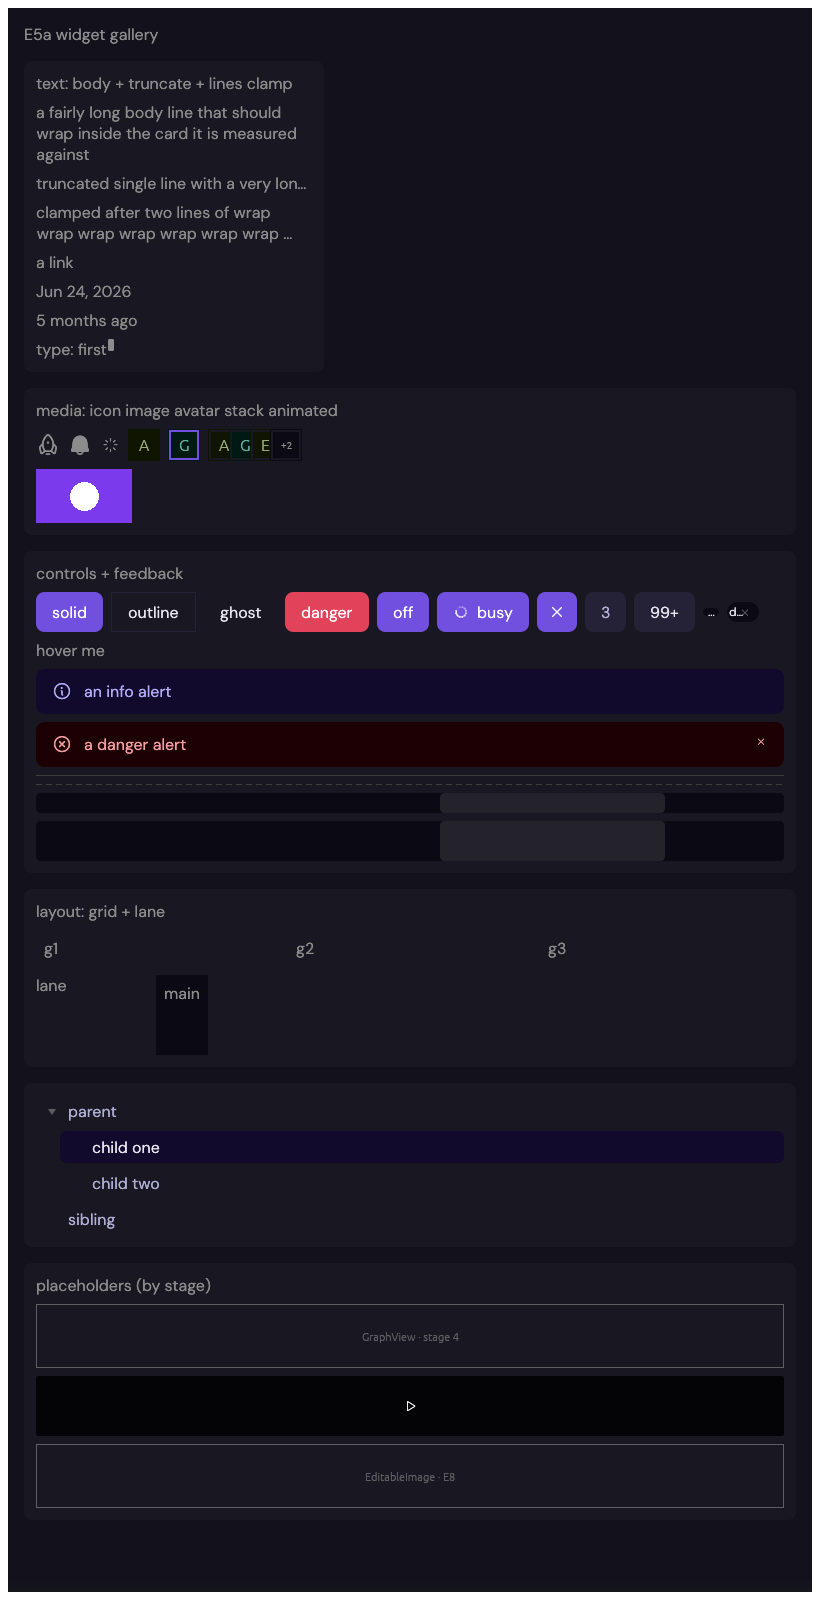 E5a widget gallery
text: body + truncate + lines clamp
a fairly long body line that should
wrap inside the card it is measured
against
truncated single line with a very lon…
clamped after two lines of wrap
wrap wrap wrap wrap wrap wrap …
a link
Jun 24, 2026
5 months ago
type: first
media: icon image avatar stack animated
A G A G E +2
controls + feedback
solid outline ghost danger off busy 3 99+ … d…
hover me
an info alert
a danger alert
layout: grid + lane
g1 g2 g3
lane main
parent
child one
child two
sibling
placeholders (by stage)
GraphView · stage 4
EditableImage · E8